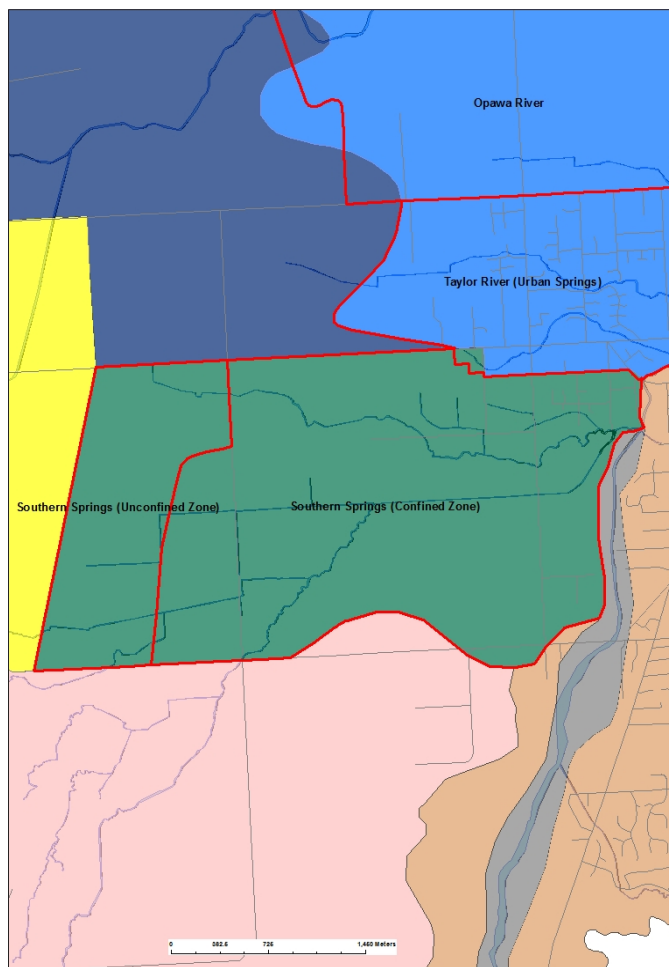 Opawa River
Taylor River (Urban Springs)
Southern Springs (Unconfined Zone)
Southern Springs (Confined Zone)
0 362.5 725 1,450 Meters